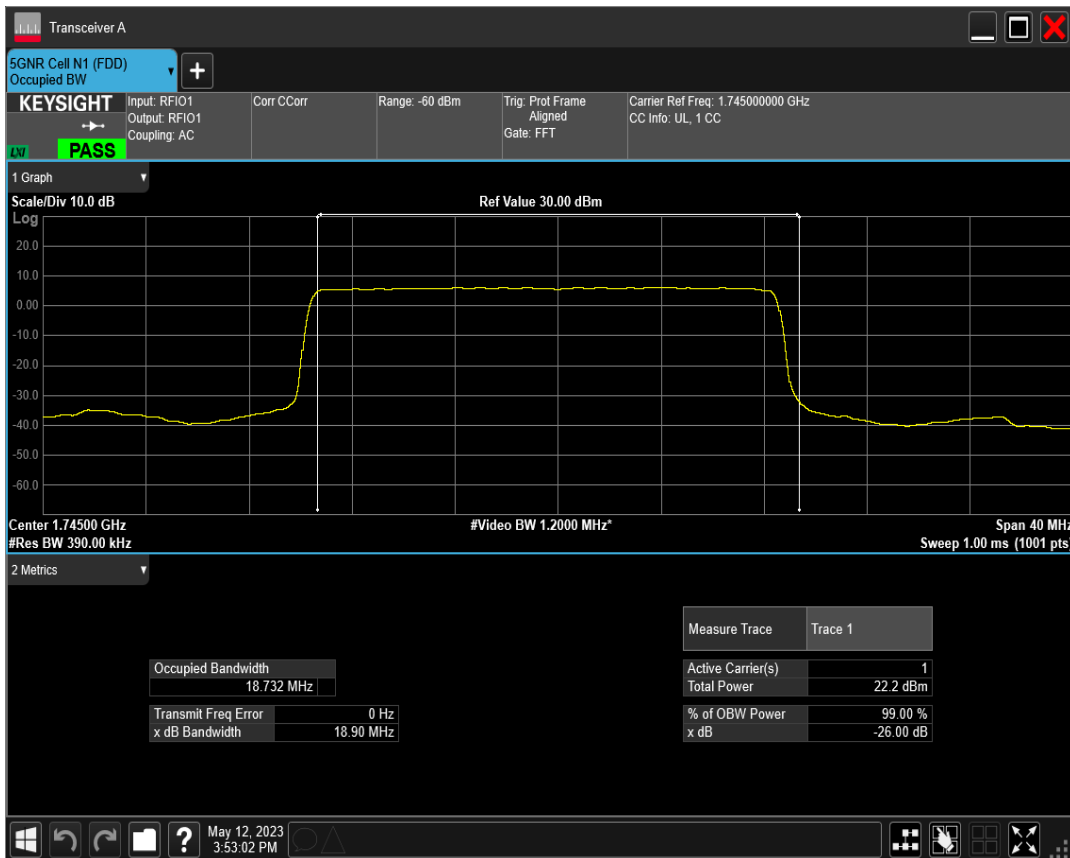 Transceiver A
5GNR Cell N1 (FDD)
Occupied BW
KEYSIGHT
LXI
PASS
Input: RFIO1
Output: RFIO1
Coupling: AC
Corr CCorr
Range: -60 dBm
Trig: Prot Frame
Aligned
Gate: FFT
Carrier Ref Freq: 1.745000000 GHz
CC Info: UL, 1 CC
1 Graph
Scale/Div 10.0 dB
Ref Value 30.00 dBm
Log
20.0
10.0
0.00
-10.0
-20.0
-30.0
-40.0
-50.0
-60.0
Center 1.74500 GHz
#Video BW 1.2000 MHz*
Span 40 MHz
#Res BW 390.00 kHz
Sweep 1.00 ms (1001 pts)
2 Metrics
Measure Trace Trace 1
Occupied Bandwidth
18.732 MHz
Active Carrier(s) 1
Total Power 22.2 dBm
Transmit Freq Error 0 Hz
x dB Bandwidth 18.90 MHz
% of OBW Power 99.00 %
x dB -26.00 dB
?
May 12, 2023
3:53:02 PM